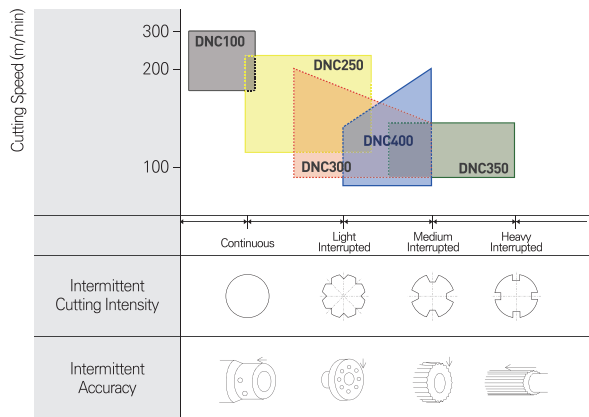 Cutting Speed (m/min)
300
200
100
DNC100
DNC250
DNC400
DNC300
DNC350
Continuous
Light
Interrupted
Medium
Interrupted
Heavy
Interrupted
Intermittent
Cutting Intensity
Intermittent
Accuracy